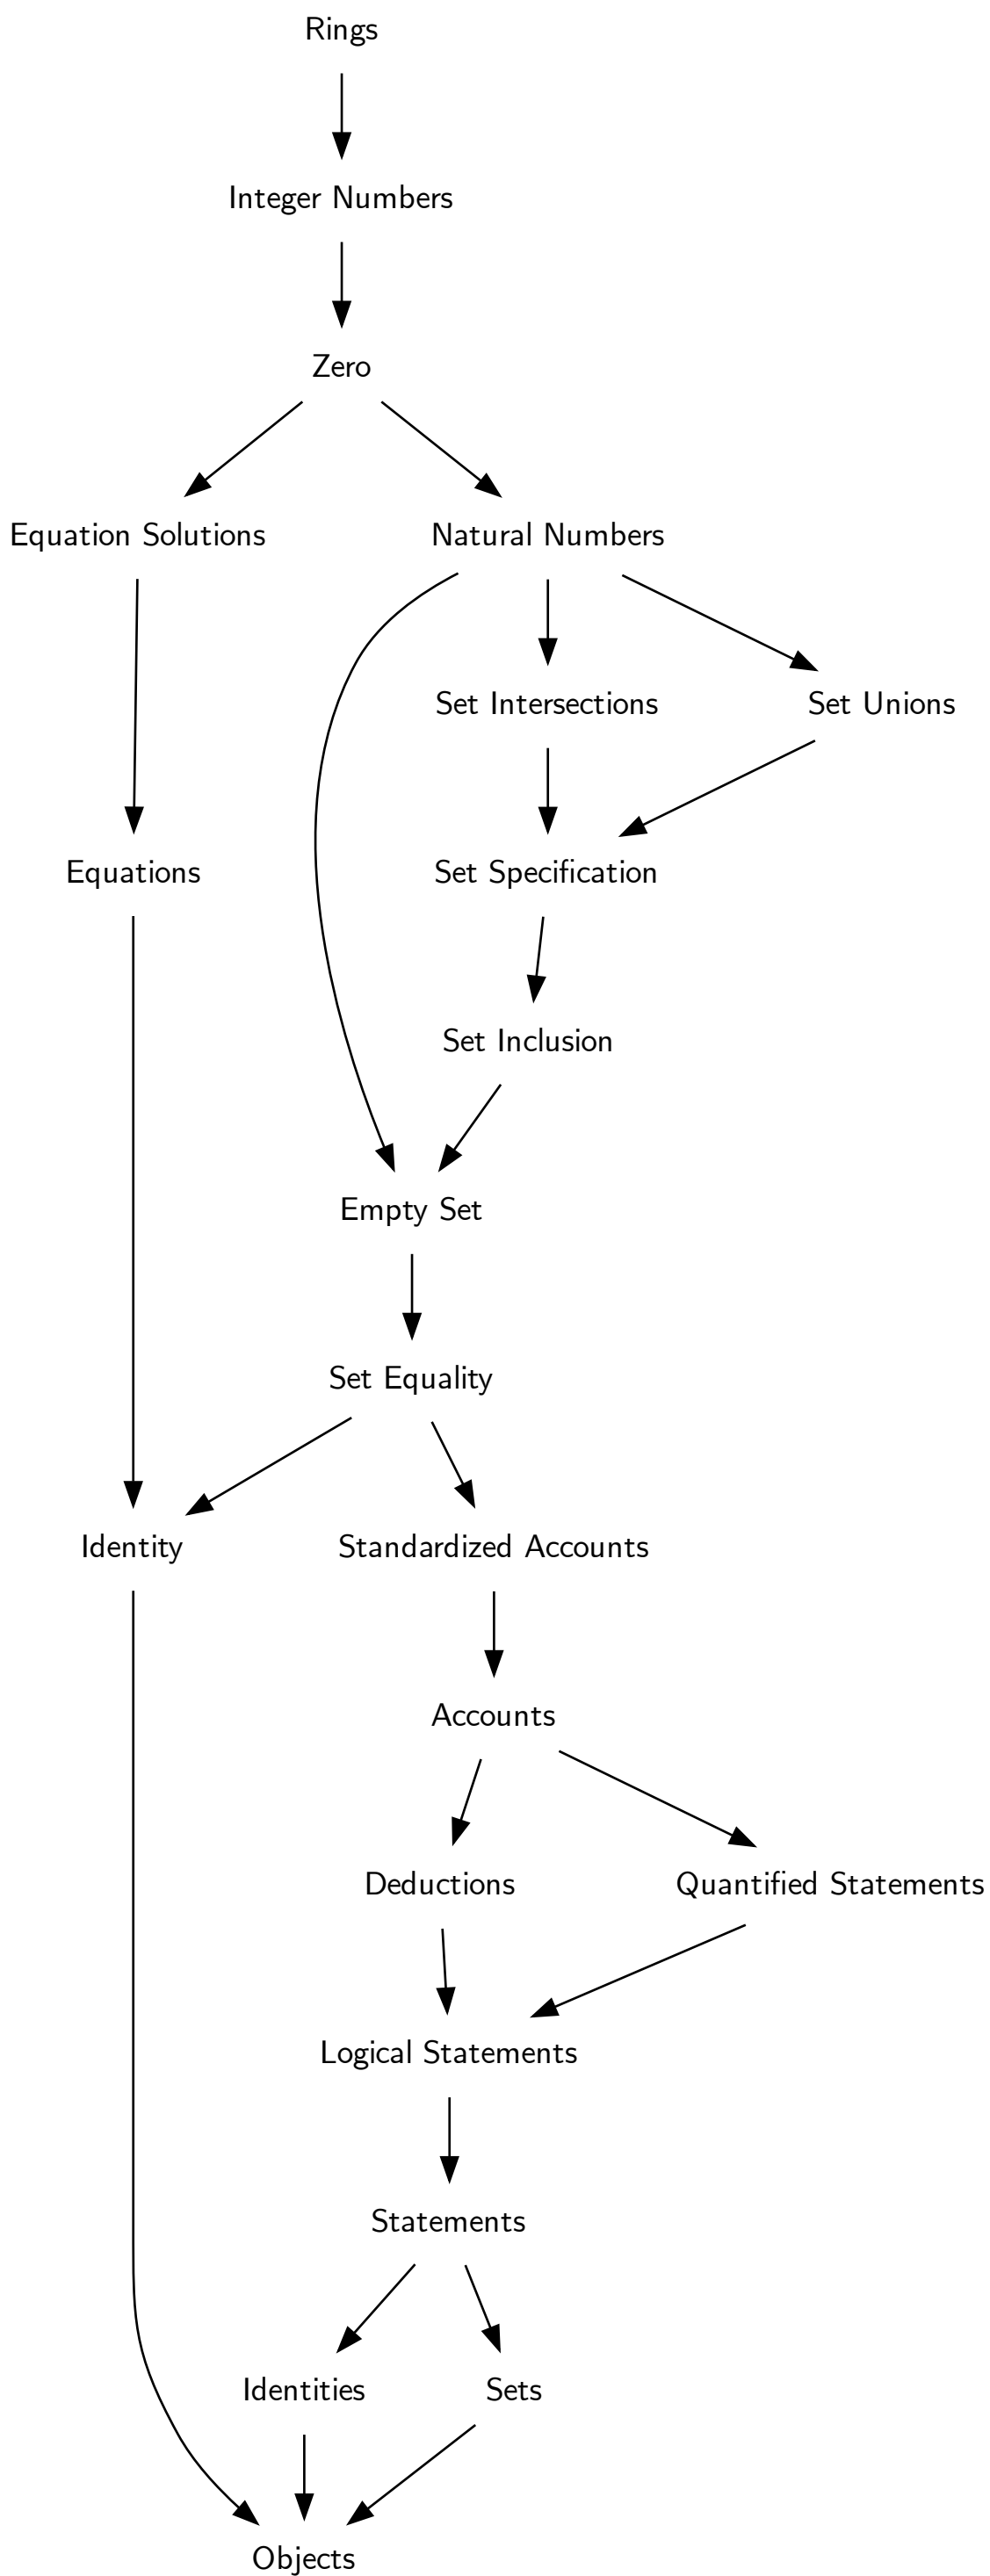 Rings
Integer Numbers
Zero
Equation Solutions
Natural Numbers
Set Intersections
Set Unions
Equations
Set Specification
Set Inclusion
Empty Set
Set Equality
Identity
Standardized Accounts
Accounts
Deductions
Quantified Statements
Logical Statements
Statements
Identities
Sets
Objects